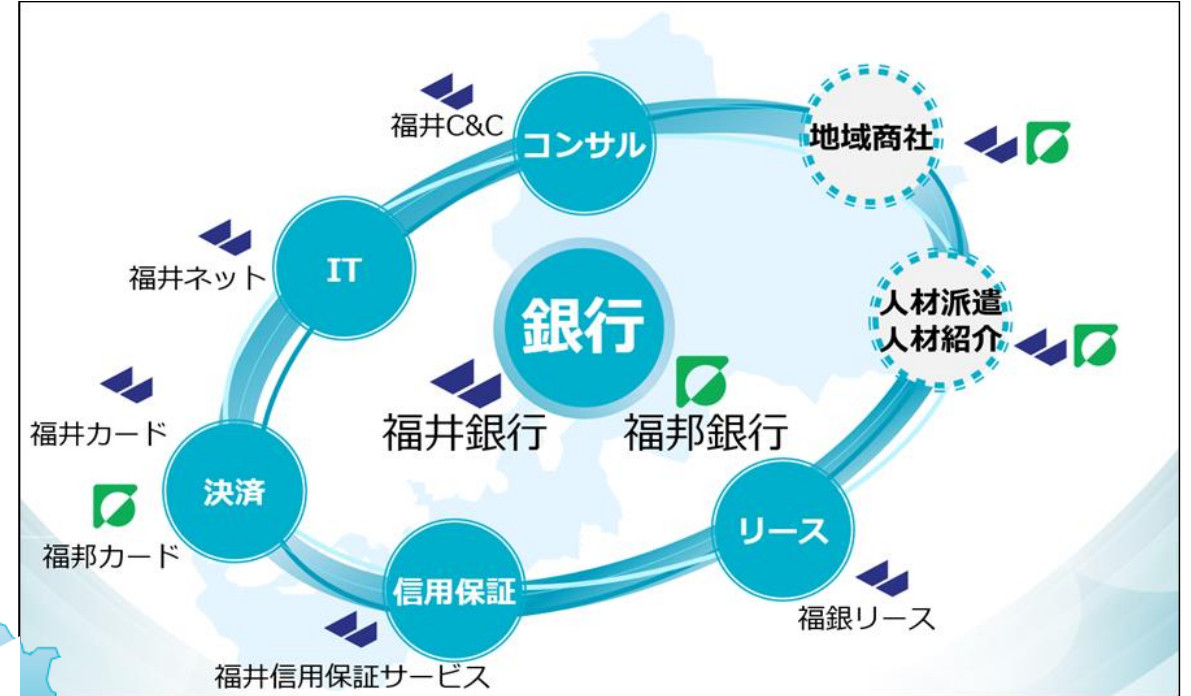 福井C&C
コンサル
地域商社
福井ネット
IT
人材派遣
人材紹介
銀行
福井銀行
福邦銀行
福井カード
決済
福邦カード
リース
福銀リース
信用保証
福井信用保証サービス